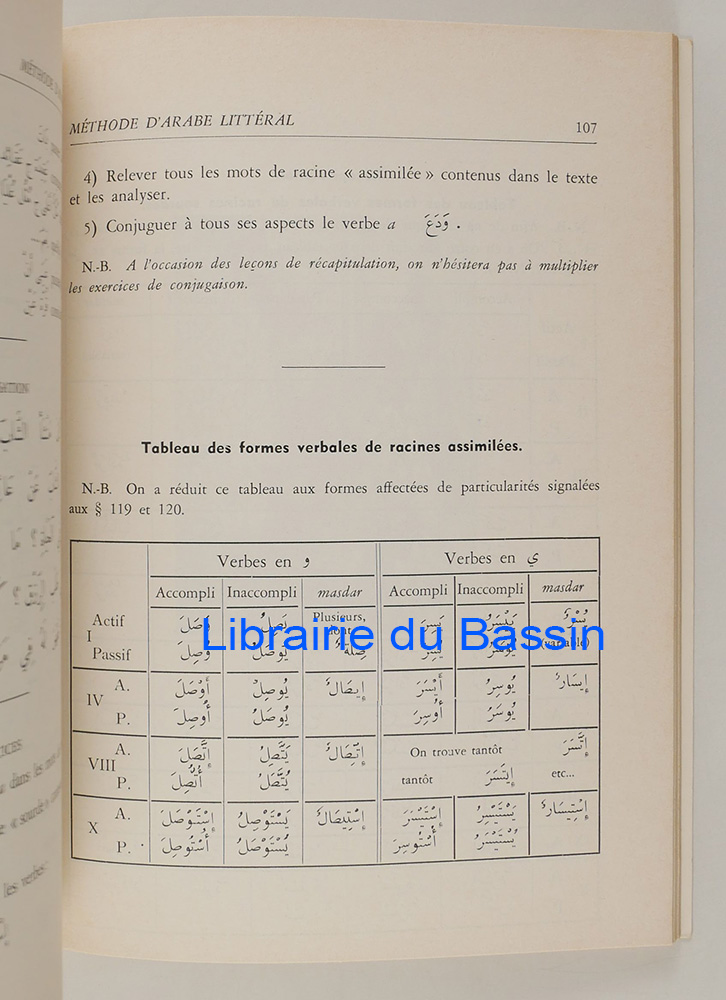 MÉTHODE D'ARABE LITTÉRAL 107
4) Relever tous les mots de racine « assimilée » contenus dans le texte
et les analyser.
5) Conjuguer à tous ses aspects le verbe a وَدَعَ .
N.-B. A l'occasion des leçons de récapitulation, on n'hésitera pas à multiplier
les exercices de conjugaison.
Tableau des formes verbales de racines assimilées.
N.-B. On a réduit ce tableau aux formes affectées de particularités signalées
aux § 119 et 120.
Verbes en و Verbes en ي
Accompli Inaccompli masdar Accompli Inaccompli masdar
Actif وَصَلَ يَصِلُ Plusieurs, يَسَرَ يَيْسَرُ يُسْرٌ
I
Librairie du Bassin
Passif وُصِلَ يُوصَلُ صِلَةٌ يُسِرَ يُوسَرُ (variable)
A. أَوْصَلَ يُوصِلُ إِيصَالٌ أَيْسَرَ يُوسِرُ إِيسَارٌ
IV
P. أُوصِلَ يُوصَلُ أُوسِرَ يُوسَرُ
A. إِتَّصَلَ يَتَّصِلُ إِتِّصَالٌ On trouve tantôt إِتَّسَرَ
VIII
P. أُتُّصِلَ يُتَّصَلُ tantôt إِيتَسَرَ etc...
A. إِسْتَوْصَلَ يَسْتَوْصِلُ إِسْتِيصَالٌ إِسْتَيْسَرَ يَسْتَيْسِرُ إِسْتِيسَارٌ
X
P. أُسْتُوصِلَ يُسْتَوْصَلُ أُسْتُوسِرَ يُسْتَيْسَرُ